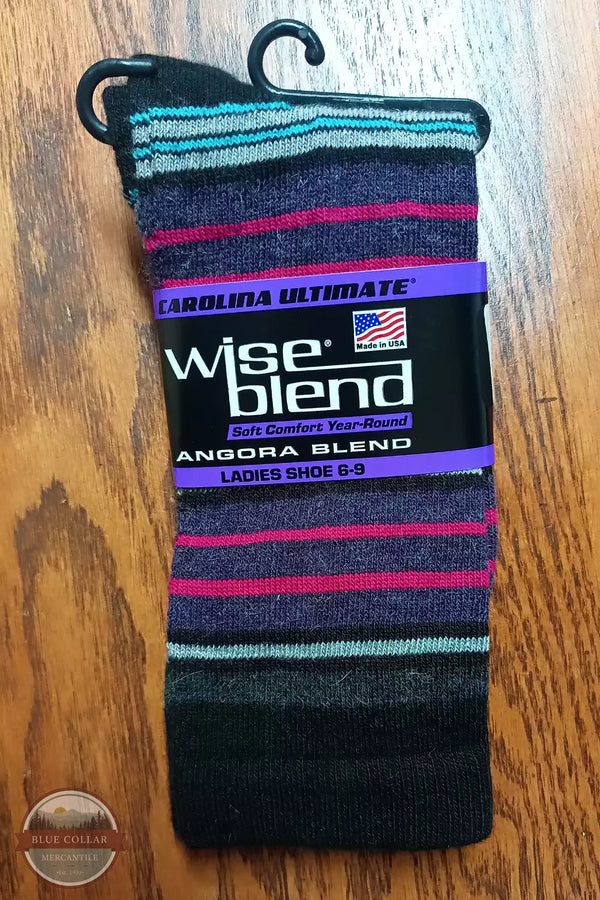 CAROLINA ULTIMATE®
Made in USA
wise®
blend
Soft Comfort Year-Round
ANGORA BLEND
LADIES SHOE 6-9
BLUE COLLAR
MERCANTILE